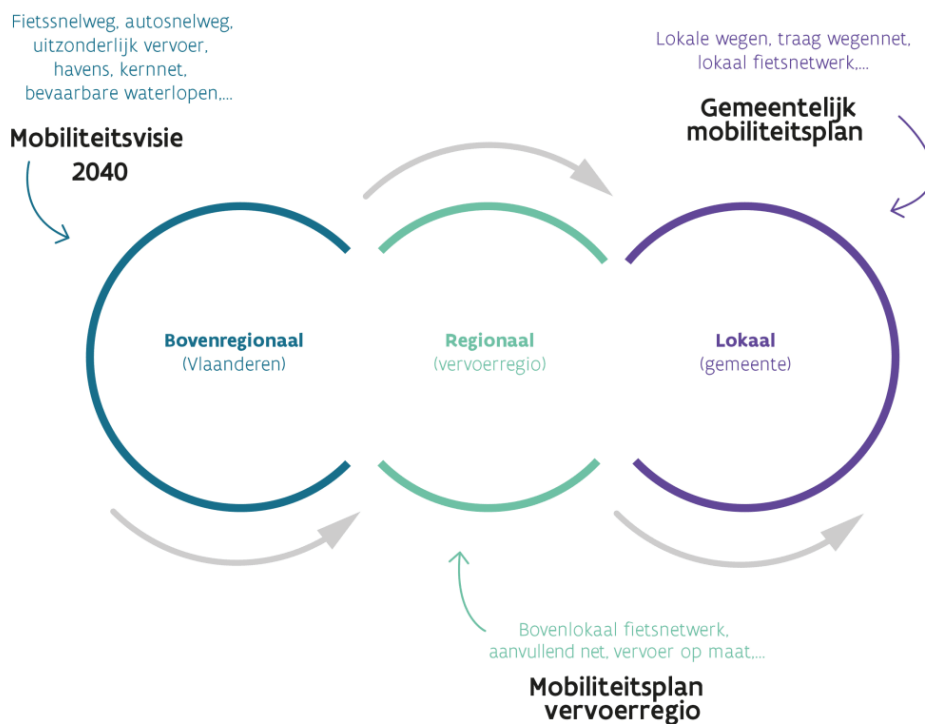 Fietssnelweg, autosnelweg,
uitzonderlijk vervoer,
havens, kernnet,
bevaarbare waterlopen,...
Mobiliteitsvisie
2040
Lokale wegen, traag wegennet,
lokaal fietsnetwerk,...
Gemeentelijk
mobiliteitsplan
Bovenregionaal
(Vlaanderen)
Regionaal
(vervoerregio)
Lokaal
(gemeente)
Bovenlokaal fietsnetwerk,
aanvullend net, vervoer op maat,...
Mobiliteitsplan
vervoerregio